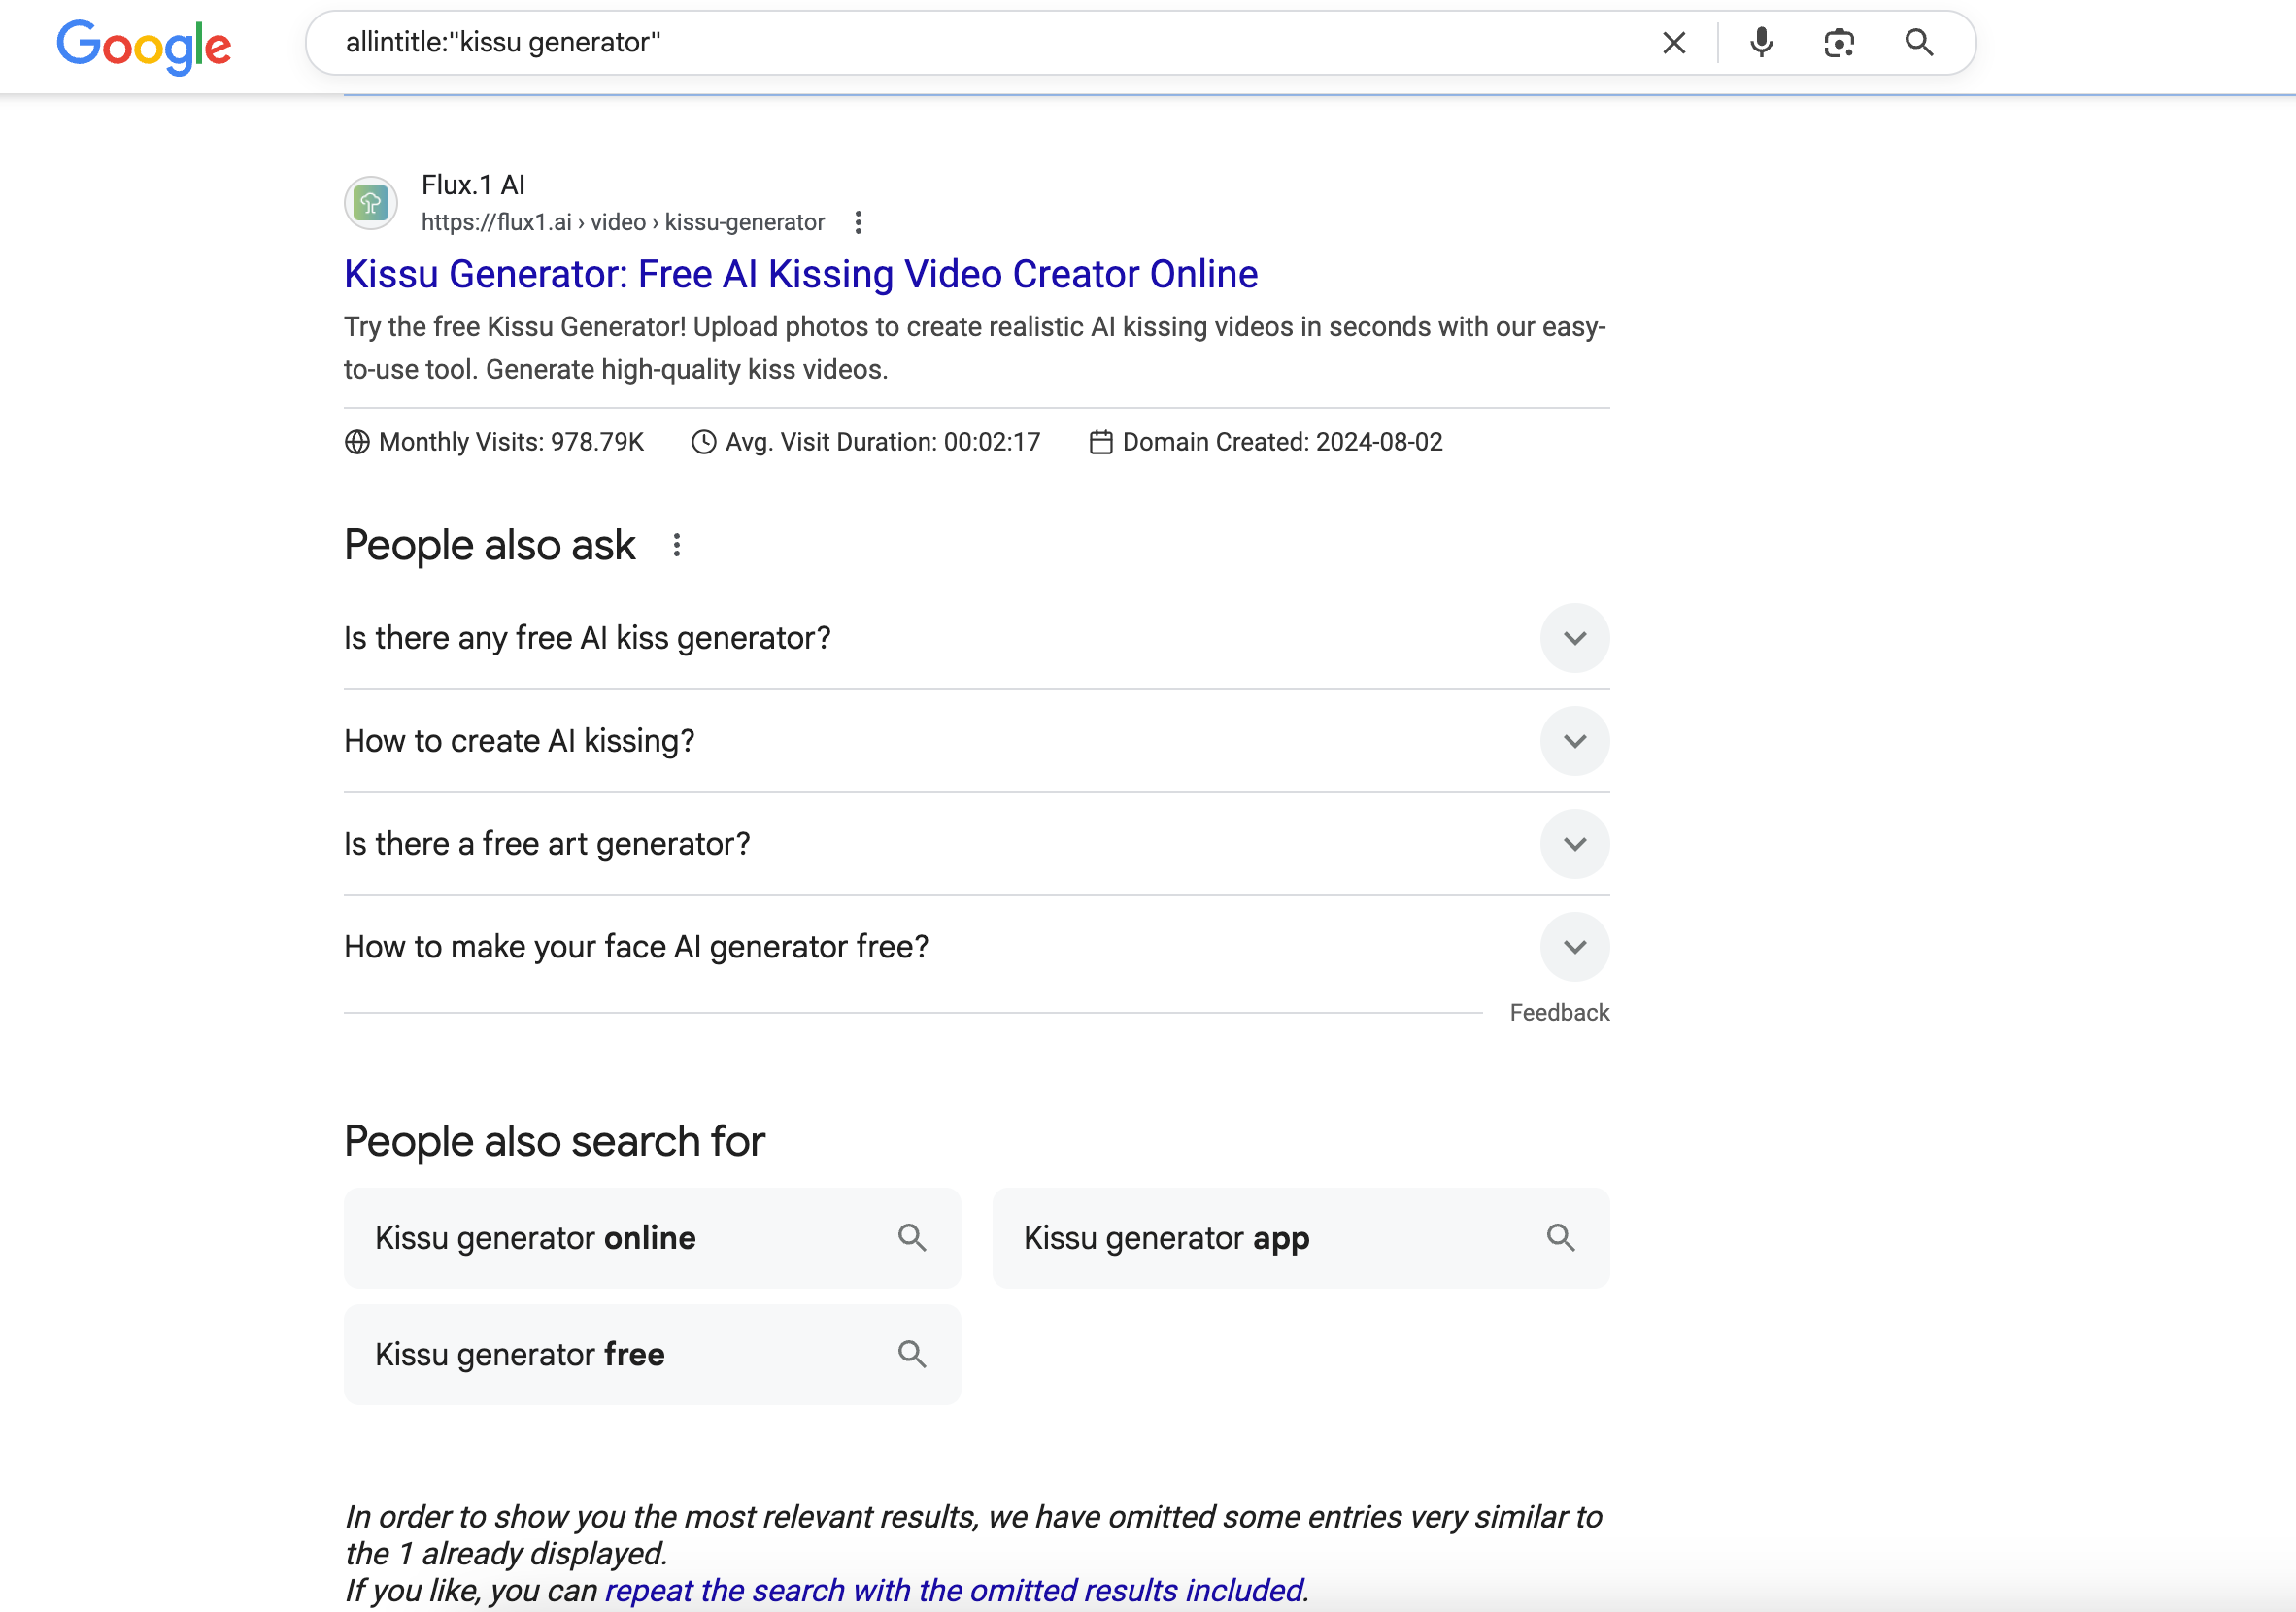 Google
allintitle:"kissu generator"
Flux.1 AI
https://flux1.ai › video › kissu-generator
Kissu Generator: Free AI Kissing Video Creator Online
Try the free Kissu Generator! Upload photos to create realistic AI kissing videos in seconds with our easy-
to-use tool. Generate high-quality kiss videos.
Monthly Visits: 978.79K Avg. Visit Duration: 00:02:17 Domain Created: 2024-08-02
People also ask
Is there any free AI kiss generator?
How to create AI kissing?
Is there a free art generator?
How to make your face AI generator free?
Feedback
People also search for
Kissu generator online
Kissu generator app
Kissu generator free
In order to show you the most relevant results, we have omitted some entries very similar to
the 1 already displayed.
If you like, you can repeat the search with the omitted results included.